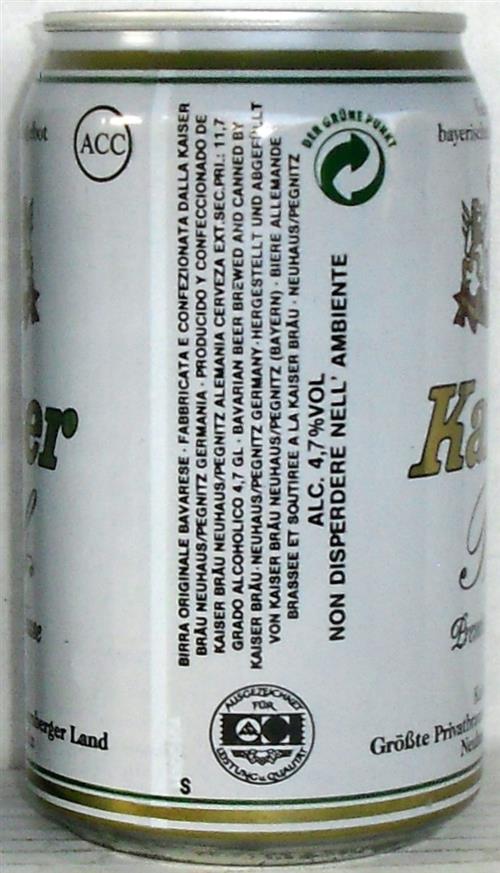 ACC
er
berger Land
BIRRA ORIGINALE BAVARESE · FABBRICATA E CONFEZIONATA DALLA KAISER
BRÄU NEUHAUS/PEGNITZ GERMANIA · PRODUCIDO Y CONFECCIONADO DE
KAISER BRÄU NEUHAUS/PEGNITZ ALEMANIA CERVEZA EXT.SEC.PRI.: 11,7
GRADO ALCOHOLICO 4,7 GL · BAVARIAN BEER BREWED AND CANNED BY
KAISER BRÄU · NEUHAUS/PEGNITZ GERMANY · HERGESTELLT UND ABGEFÜLLT
VON KAISER BRÄU NEUHAUS/PEGNITZ (BAYERN) · BIERE ALLEMANDE
BRASSEE ET SOUTIREE A LA KAISER BRÄU · NEUHAUS/PEGNITZ
ALC. 4,7%VOL
NON DISPERDERE NELL' AMBIENTE
DER GRÜNE PUNKT
AUSGEZEICHNET
FÜR
LEISTUNG u. QUALITÄT
S
bayerisch
Ka
Größte Privatbrau